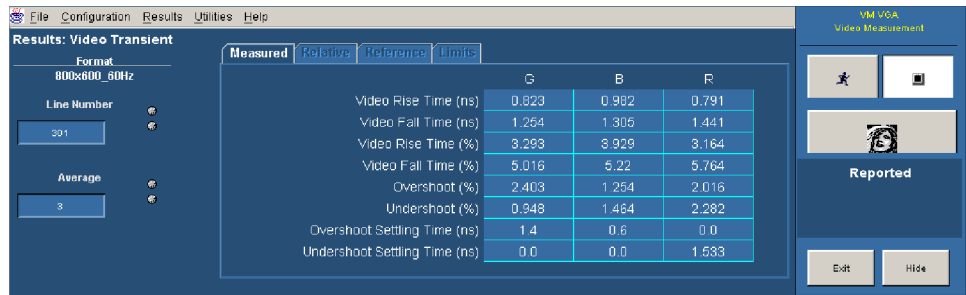 File Configuration Results Utilities Help
VM VGA
Video Measurement
Results: Video Transient
Format
800x600_60Hz
Line Number
301
Average
3
Measured Relative Reference Limits
G B R
Video Rise Time (ns) 0.823 0.982 0.791
Video Fall Time (ns) 1.254 1.305 1.441
Video Rise Time (%) 3.293 3.929 3.164
Video Fall Time (%) 5.016 5.22 5.764
Overshoot (%) 2.403 1.254 2.016
Undershoot (%) 0.948 1.464 2.282
Overshoot Settling Time (ns) 1.4 0.6 0.0
Undershoot Settling Time (ns) 0.0 0.0 1.533
Reported
Exit Hide